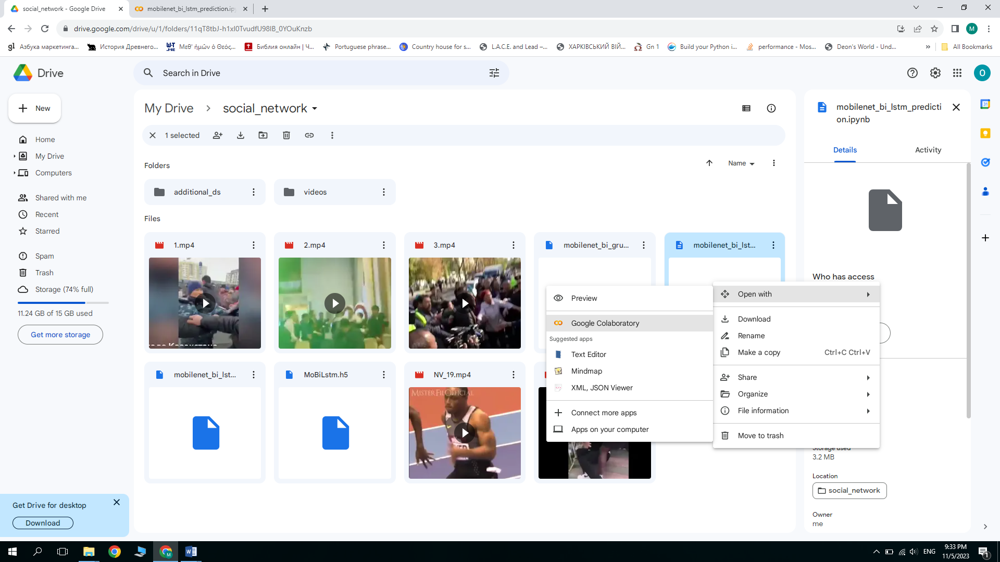 social_network - Google Drive
mobilenet_bi_lstm_prediction.ipy
drive.google.com/drive/u/1/folders/11qT8tbJ-h1xI0TvudfU98IB_0YOuKnzb
M
Азбука маркетинга...
История Древнего...
Μεθ' ἡμῶν ὁ Θεός...
Библия онлайн | Ч...
Portuguese phrase...
Country house for s...
L.A.C.E. and Lead –...
ХАРКІВСЬКИЙ ВІЙ...
Gn 1
Build your Python i...
performance - Mos...
Deon's World - Und...
»
All Bookmarks
Drive
Search in Drive
O
New
My Drive
social_network
mobilenet_bi_lstm_predicti
on.ipynb
1 selected
Home
My Drive
Computers
Shared with me
Recent
Starred
Spam
Trash
Storage (74% full)
11.24 GB of 15 GB used
Get more storage
Details
Activity
Folders
Name
additional_ds
videos
Files
1.mp4
2.mp4
3.mp4
mobilenet_bi_gru...
mobilenet_bi_lst...
Who has access
Preview
Google Colaboratory
Suggested apps
Text Editor
Mindmap
XML, JSON Viewer
Connect more apps
Apps on your computer
Open with
Download
Rename
Make a copy
Ctrl+C Ctrl+V
Share
Organize
File information
Move to trash
mobilenet_bi_lst...
MoBiLstm.h5
NV_19.mp4
MISTERFILOFFICIAL
Storage used
3.2 MB
Location
social_network
Owner
me
Get Drive for desktop
Download
ENG
9:33 PM
11/5/2023
1